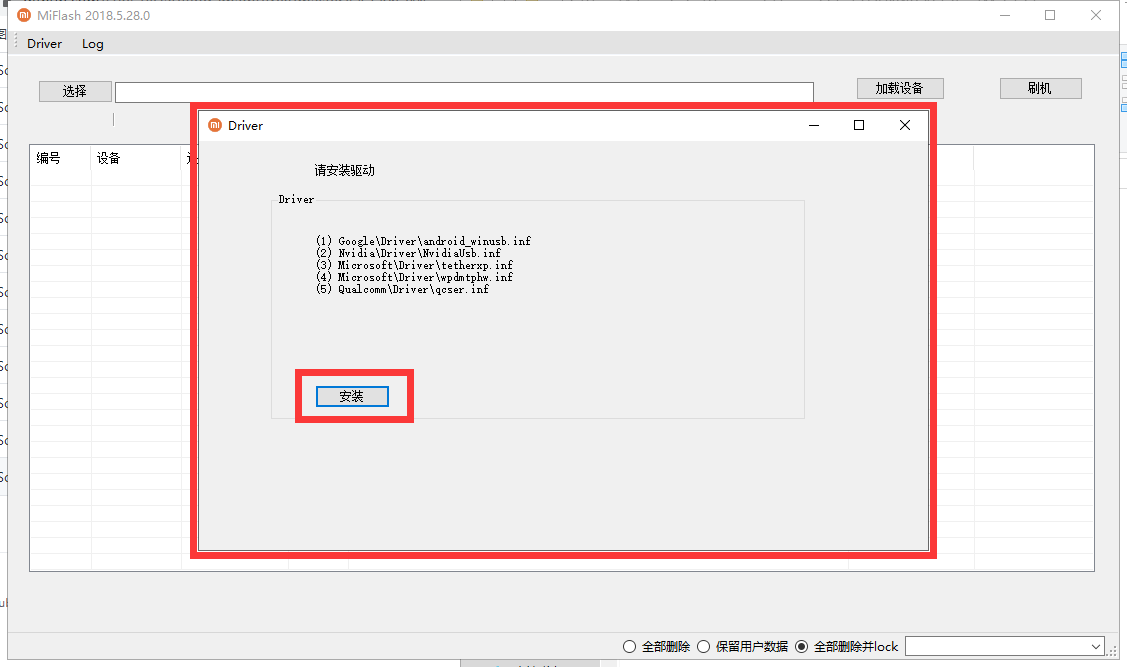 MiFlash 2018.5.28.0
Driver Log
选择 加载设备 刷机
Driver
编号 设备
请安装驱动
Driver
(1) Google\Driver\android_winusb.inf
(2) Nvidia\Driver\NvidiaUsb.inf
(3) Microsoft\Driver\tetherxp.inf
(4) Microsoft\Driver\wpdmtphw.inf
(5) Qualcomm\Driver\qcser.inf
安装
全部删除 保留用户数据 全部删除并lock